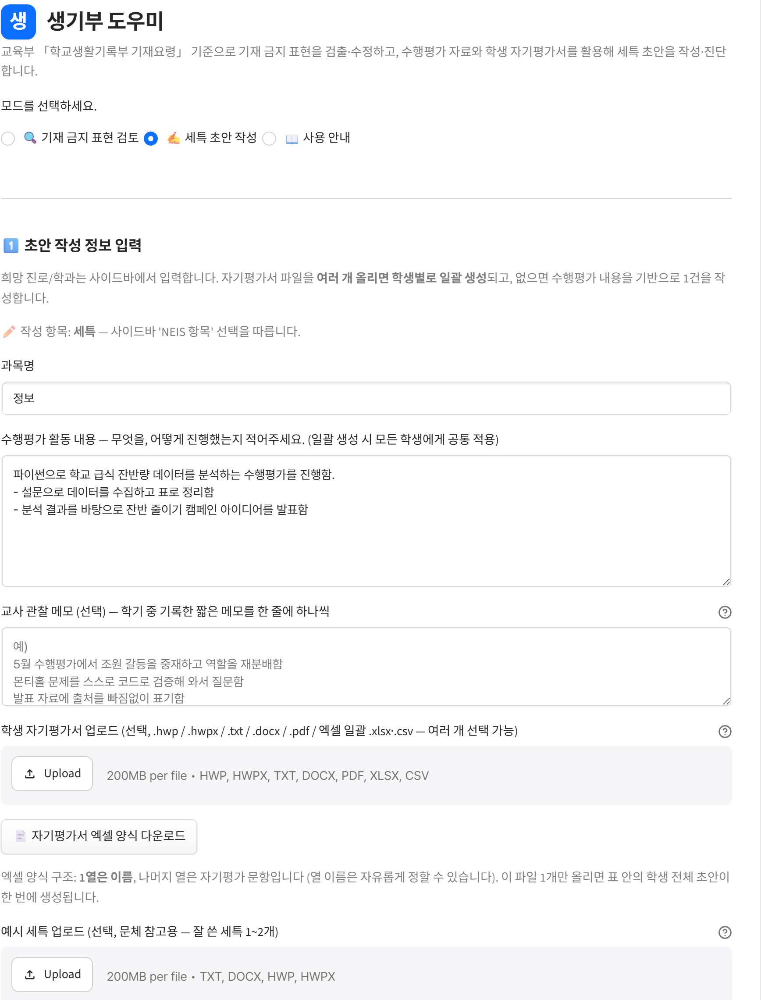 생 생기부 도우미
교육부 「학교생활기록부 기재요령」 기준으로 기재 금지 표현을 검출·수정하고, 수행평가 자료와 학생 자기평가서를 활용해 세특 초안을 작성·진단
합니다.
모드를 선택하세요.
🔍 기재 금지 표현 검토 ✍️ 세특 초안 작성 📖 사용 안내
1️⃣ 초안 작성 정보 입력
희망 진로/학과는 사이드바에서 입력합니다. 자기평가서 파일을 여러 개 올리면 학생별로 일괄 생성되고, 없으면 수행평가 내용을 기반으로 1건을 작
성합니다.
✏️ 작성 항목: 세특 — 사이드바 'NEIS 항목' 선택을 따릅니다.
과목명
정보
수행평가 활동 내용 — 무엇을, 어떻게 진행했는지 적어주세요. (일괄 생성 시 모든 학생에게 공통 적용)
파이썬으로 학교 급식 잔반량 데이터를 분석하는 수행평가를 진행함.
- 설문으로 데이터를 수집하고 표로 정리함
- 분석 결과를 바탕으로 잔반 줄이기 캠페인 아이디어를 발표함
교사 관찰 메모 (선택) — 학기 중 기록한 짧은 메모를 한 줄에 하나씩
예)
5월 수행평가에서 조원 갈등을 중재하고 역할을 재분배함
몬티홀 문제를 스스로 코드로 검증해 와서 질문함
발표 자료에 출처를 빠짐없이 표기함
학생 자기평가서 업로드 (선택, .hwp / .hwpx / .txt / .docx / .pdf / 엑셀 일괄 .xlsx·.csv — 여러 개 선택 가능)
Upload 200MB per file • HWP, HWPX, TXT, DOCX, PDF, XLSX, CSV
📄 자기평가서 엑셀 양식 다운로드
엑셀 양식 구조: 1열은 이름, 나머지 열은 자기평가 문항입니다 (열 이름은 자유롭게 정할 수 있습니다). 이 파일 1개만 올리면 표 안의 학생 전체 초안이
한 번에 생성됩니다.
예시 세특 업로드 (선택, 문체 참고용 — 잘 쓴 세특 1~2개)
Upload 200MB per file • TXT, DOCX, HWP, HWPX